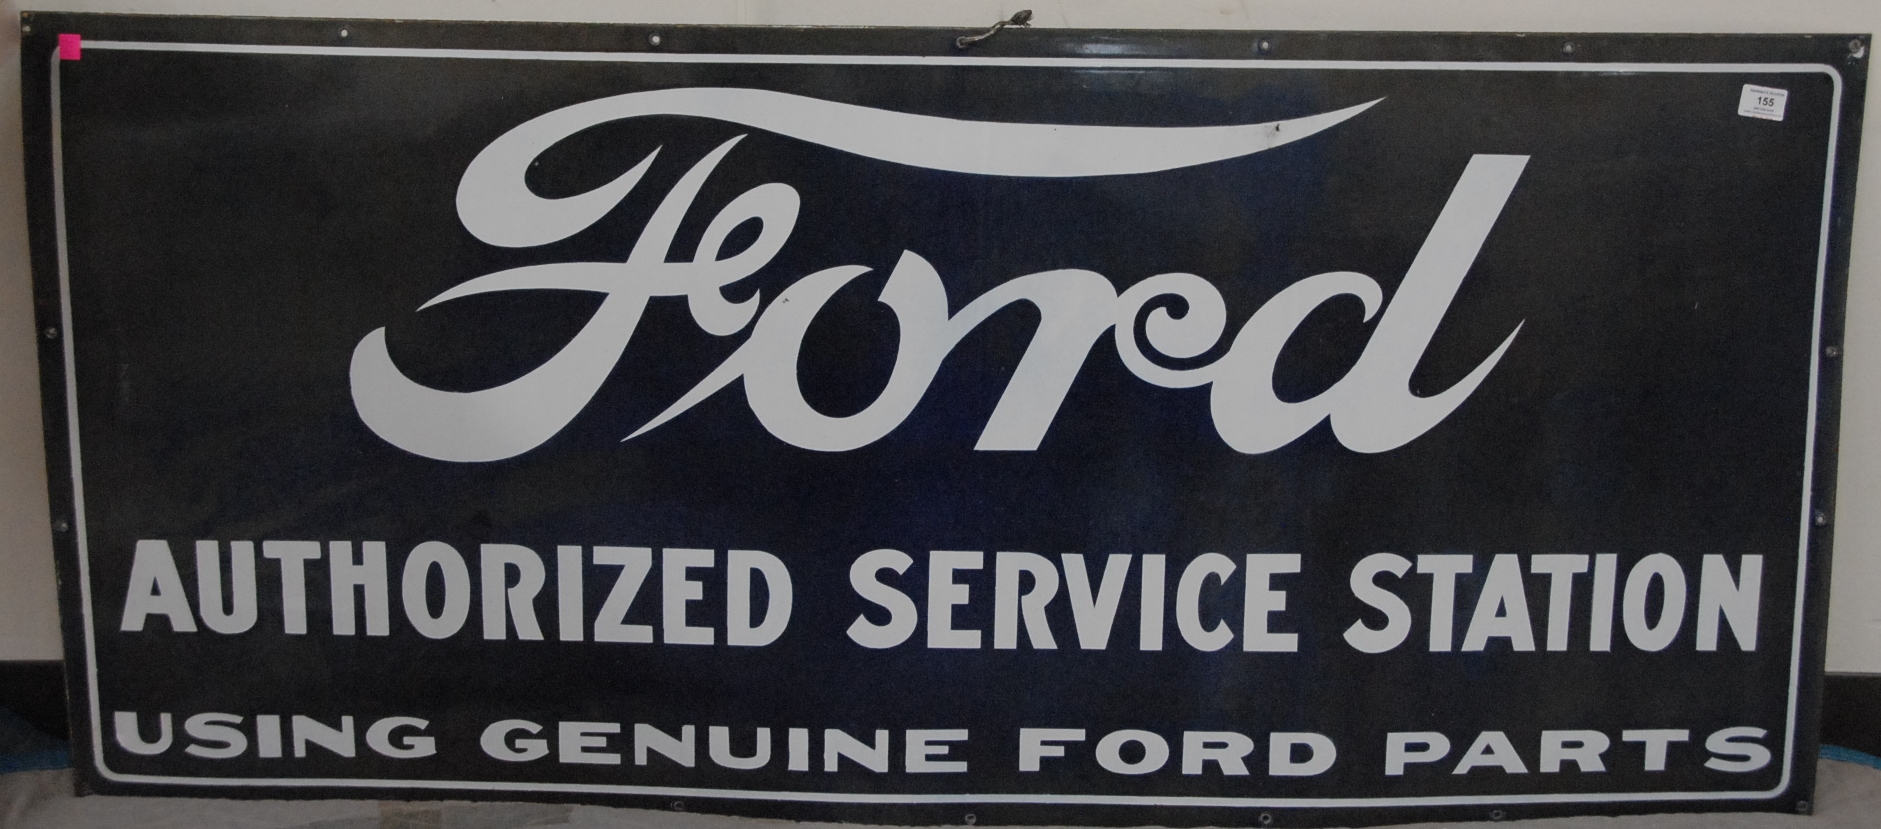 Ford
155
AUTHORIZED SERVICE STATION
USING GENUINE FORD PARTS